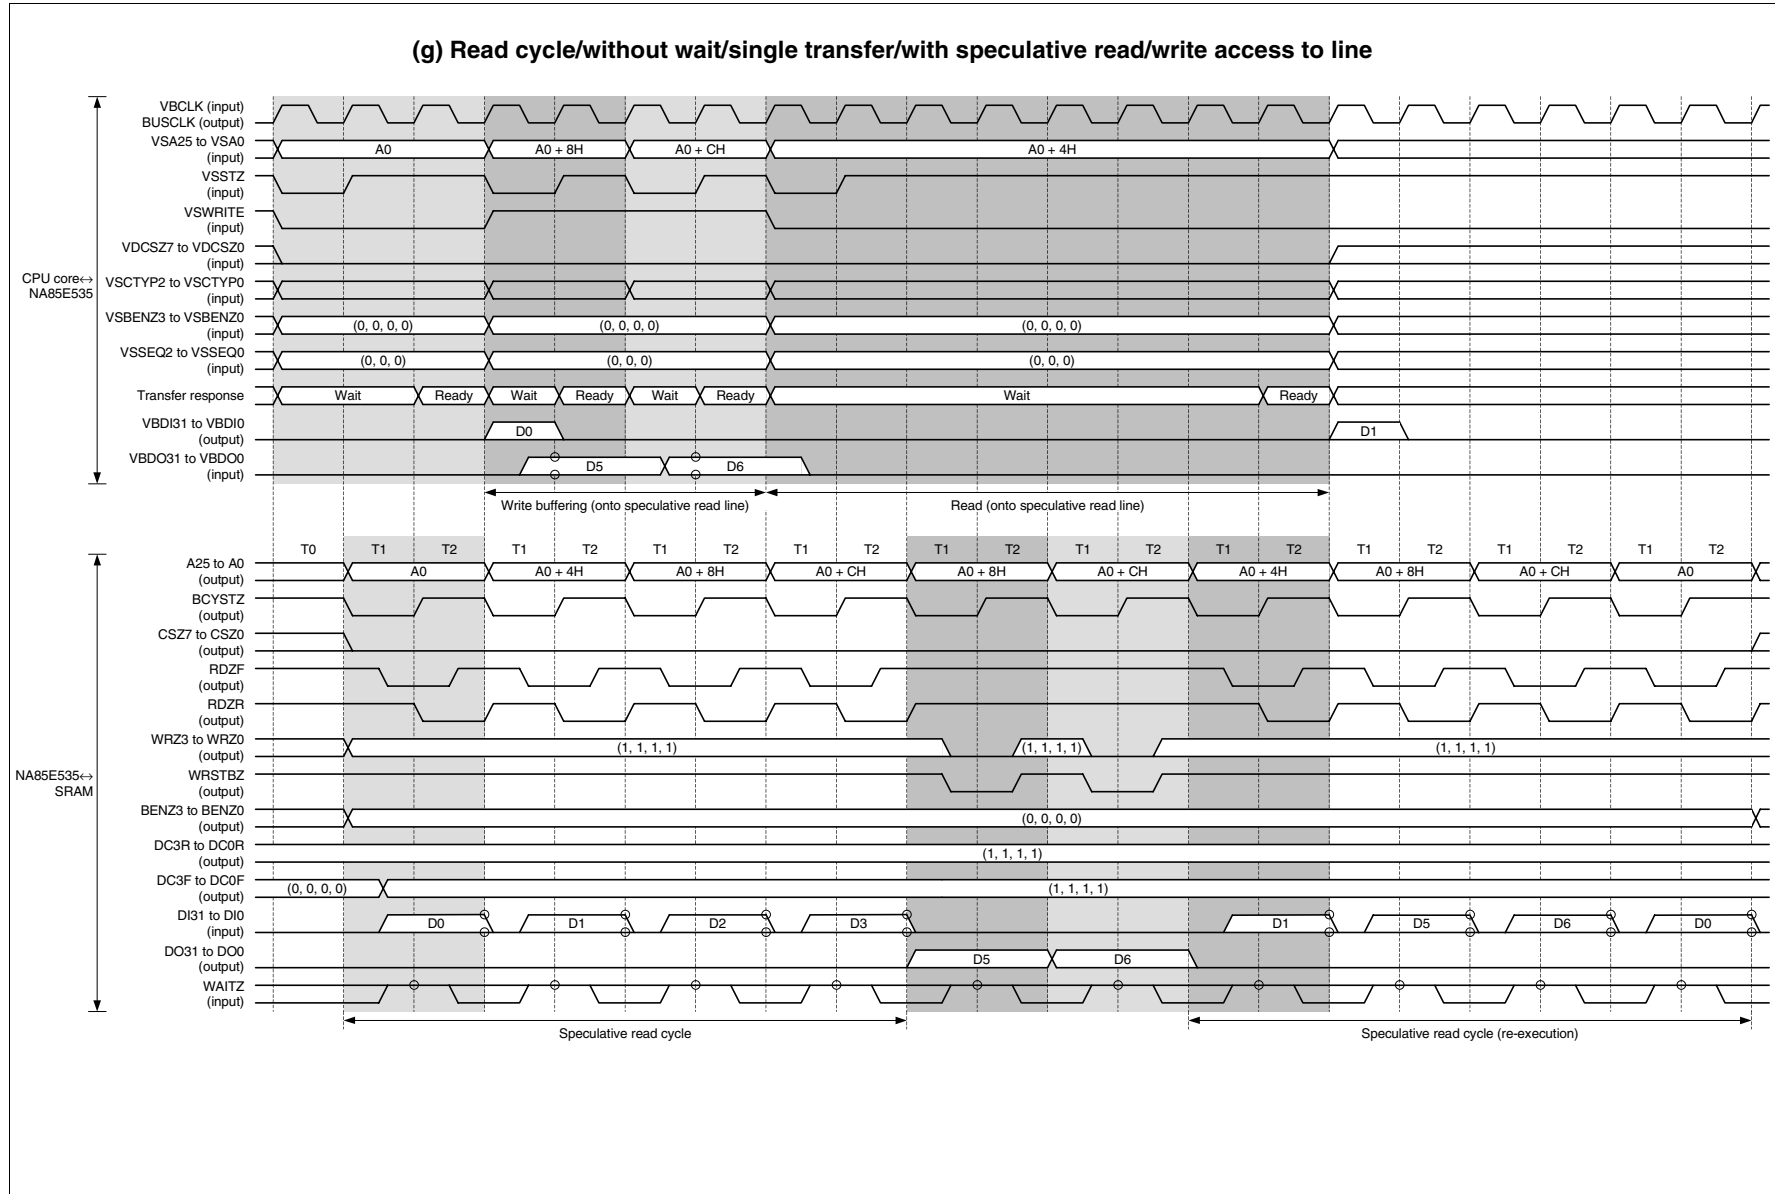 (g) Read cycle/without wait/single transfer/with speculative read/write access to line
VBCLK (input)
BUSCLK (output)
VSA25 to VSA0
(input)
A0 A0 + 8H A0 + CH A0 + 4H
VSSTZ
(input)
VSWRITE
(input)
VDCSZ7 to VDCSZ0
(input)
CPU core↔
NA85E535
VSCTYP2 to VSCTYP0
(input)
VSBENZ3 to VSBENZ0
(input)
(0, 0, 0, 0) (0, 0, 0, 0) (0, 0, 0, 0)
VSSEQ2 to VSSEQ0
(input)
(0, 0, 0) (0, 0, 0) (0, 0, 0)
Transfer response Wait Ready Wait Ready Wait Ready Wait Ready
VBDI31 to VBDI0
(output)
D0 D1
VBDO31 to VBDO0
(input)
D5 D6
Write buffering (onto speculative read line) Read (onto speculative read line)
T0 T1 T2 T1 T2 T1 T2 T1 T2 T1 T2 T1 T2 T1 T2 T1 T2 T1 T2 T1 T2
A25 to A0
(output)
A0 A0 + 4H A0 + 8H A0 + CH A0 + 8H A0 + CH A0 + 4H A0 + 8H A0 + CH A0
BCYSTZ
(output)
CSZ7 to CSZ0
(output)
RDZF
(output)
RDZR
(output)
WRZ3 to WRZ0
(output)
(1, 1, 1, 1) (1, 1, 1, 1) (1, 1, 1, 1)
NA85E535↔
SRAM
WRSTBZ
(output)
BENZ3 to BENZ0
(output)
(0, 0, 0, 0)
DC3R to DC0R
(output)
(1, 1, 1, 1)
DC3F to DC0F
(output)
(0, 0, 0, 0) (1, 1, 1, 1)
DI31 to DI0
(input)
D0 D1 D2 D3 D1 D5 D6 D0
DO31 to DO0
(output)
D5 D6
WAITZ
(input)
Speculative read cycle Speculative read cycle (re-execution)